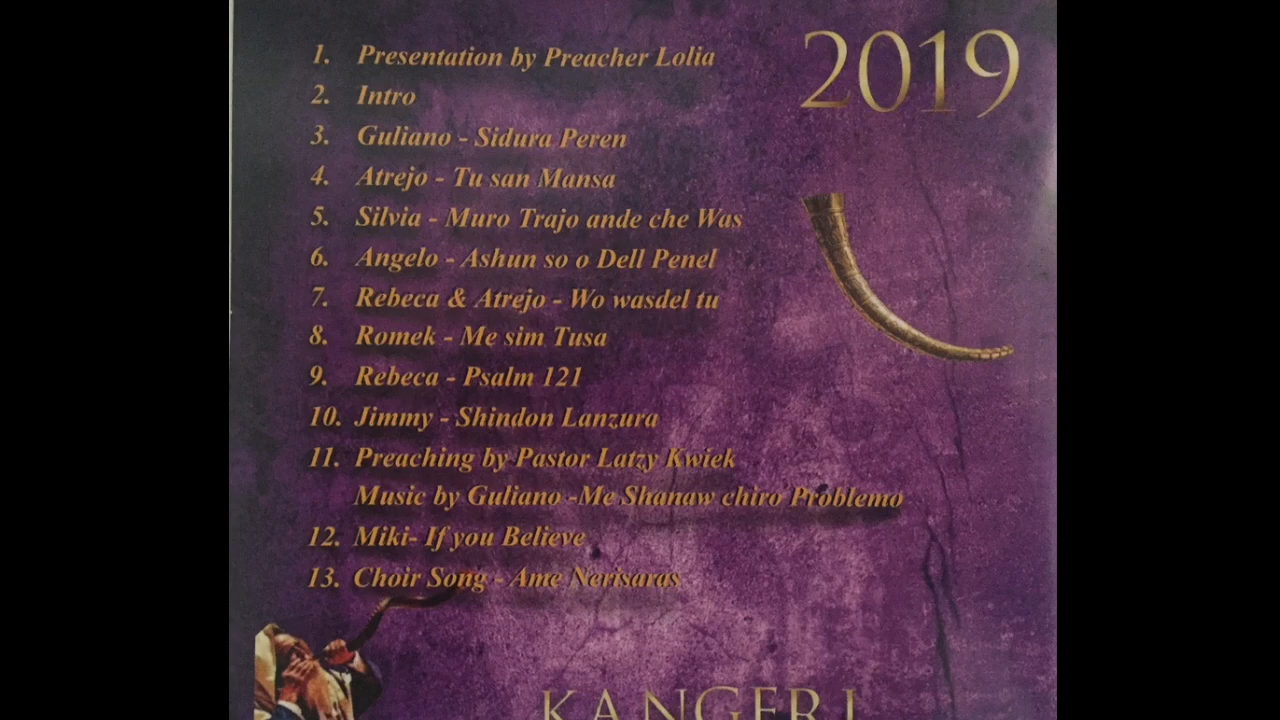 2019
1. Presentation by Preacher Lolia
2. Intro
3. Guliano - Sidura Peren
4. Atrejo - Tu san Mansa
5. Silvia - Muro Trajo ande che Was
6. Angelo - Ashun so o Dell Penel
7. Rebeca & Atrejo - Wo wasdel tu
8. Romek - Me sim Tusa
9. Rebeca - Psalm 121
10. Jimmy - Shindon Lanzura
11. Preaching by Pastor Latzy Kwiek
Music by Guliano -Me Shanaw chiro Problemo
12. Miki- If you Believe
13. Choir Song - Ame Nerisaras